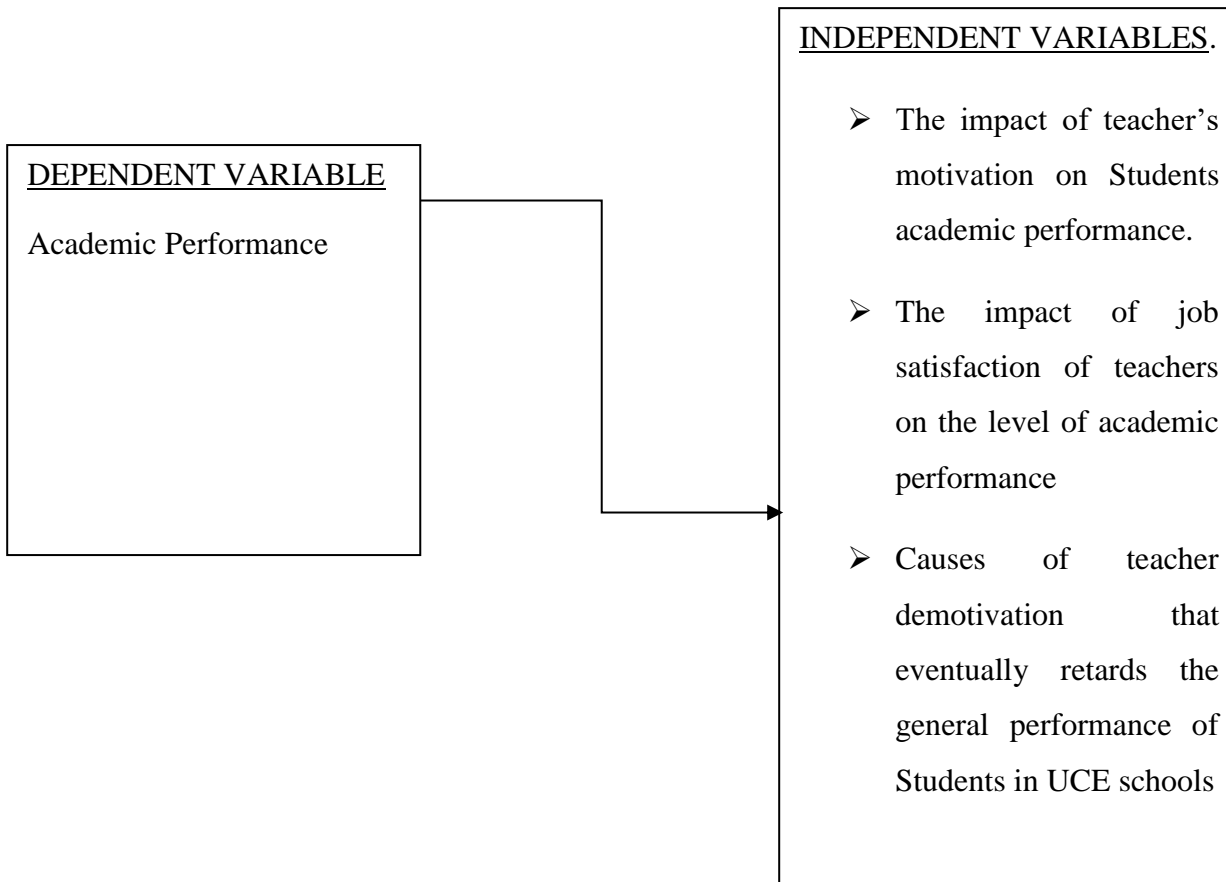 DEPENDENT VARIABLE
Academic Performance
INDEPENDENT VARIABLES.
➢ The impact of teacher’s
motivation on Students
academic performance.
➢ The impact of job
satisfaction of teachers
on the level of academic
performance
➢ Causes of teacher
demotivation that
eventually retards the
general performance of
Students in UCE schools